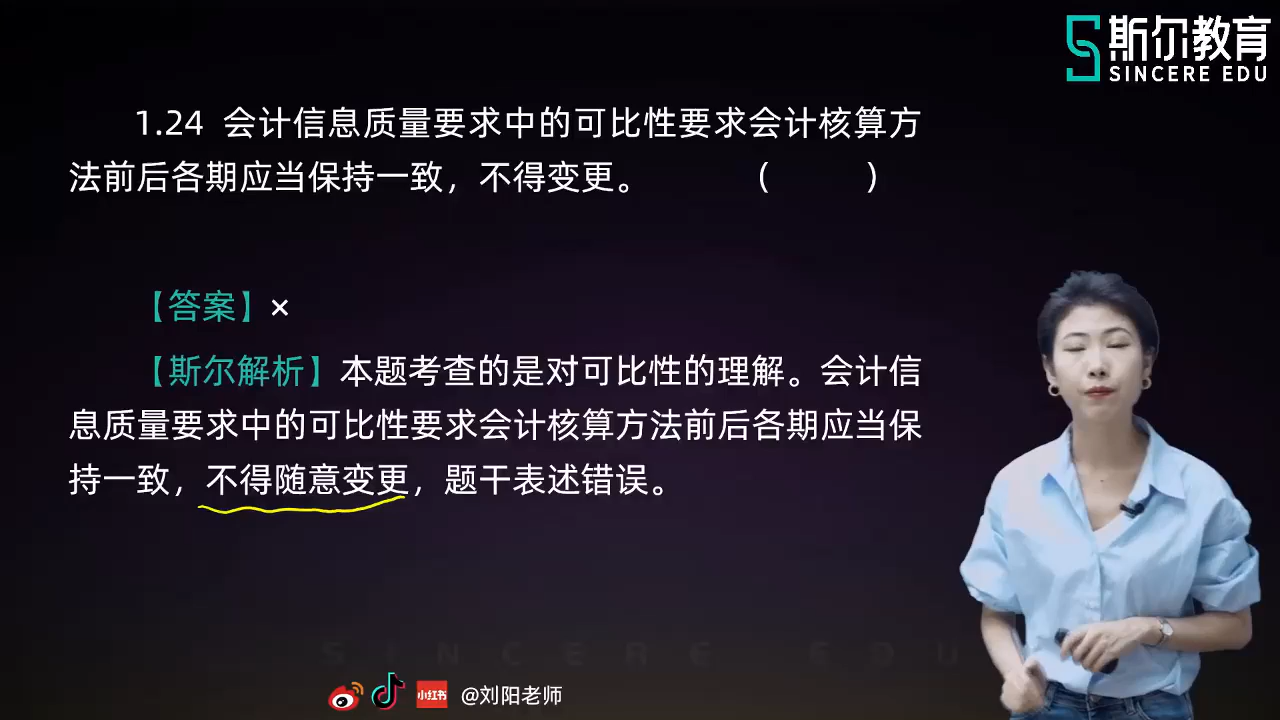 斯尔教育
SINCERE EDU
1.24 会计信息质量要求中的可比性要求会计核算方
法前后各期应当保持一致，不得变更。 （ ）
【答案】×
【斯尔解析】本题考查的是对可比性的理解。会计信
息质量要求中的可比性要求会计核算方法前后各期应当保
持一致，不得随意变更，题干表述错误。
SINCERE EDU
小红书 @刘阳老师